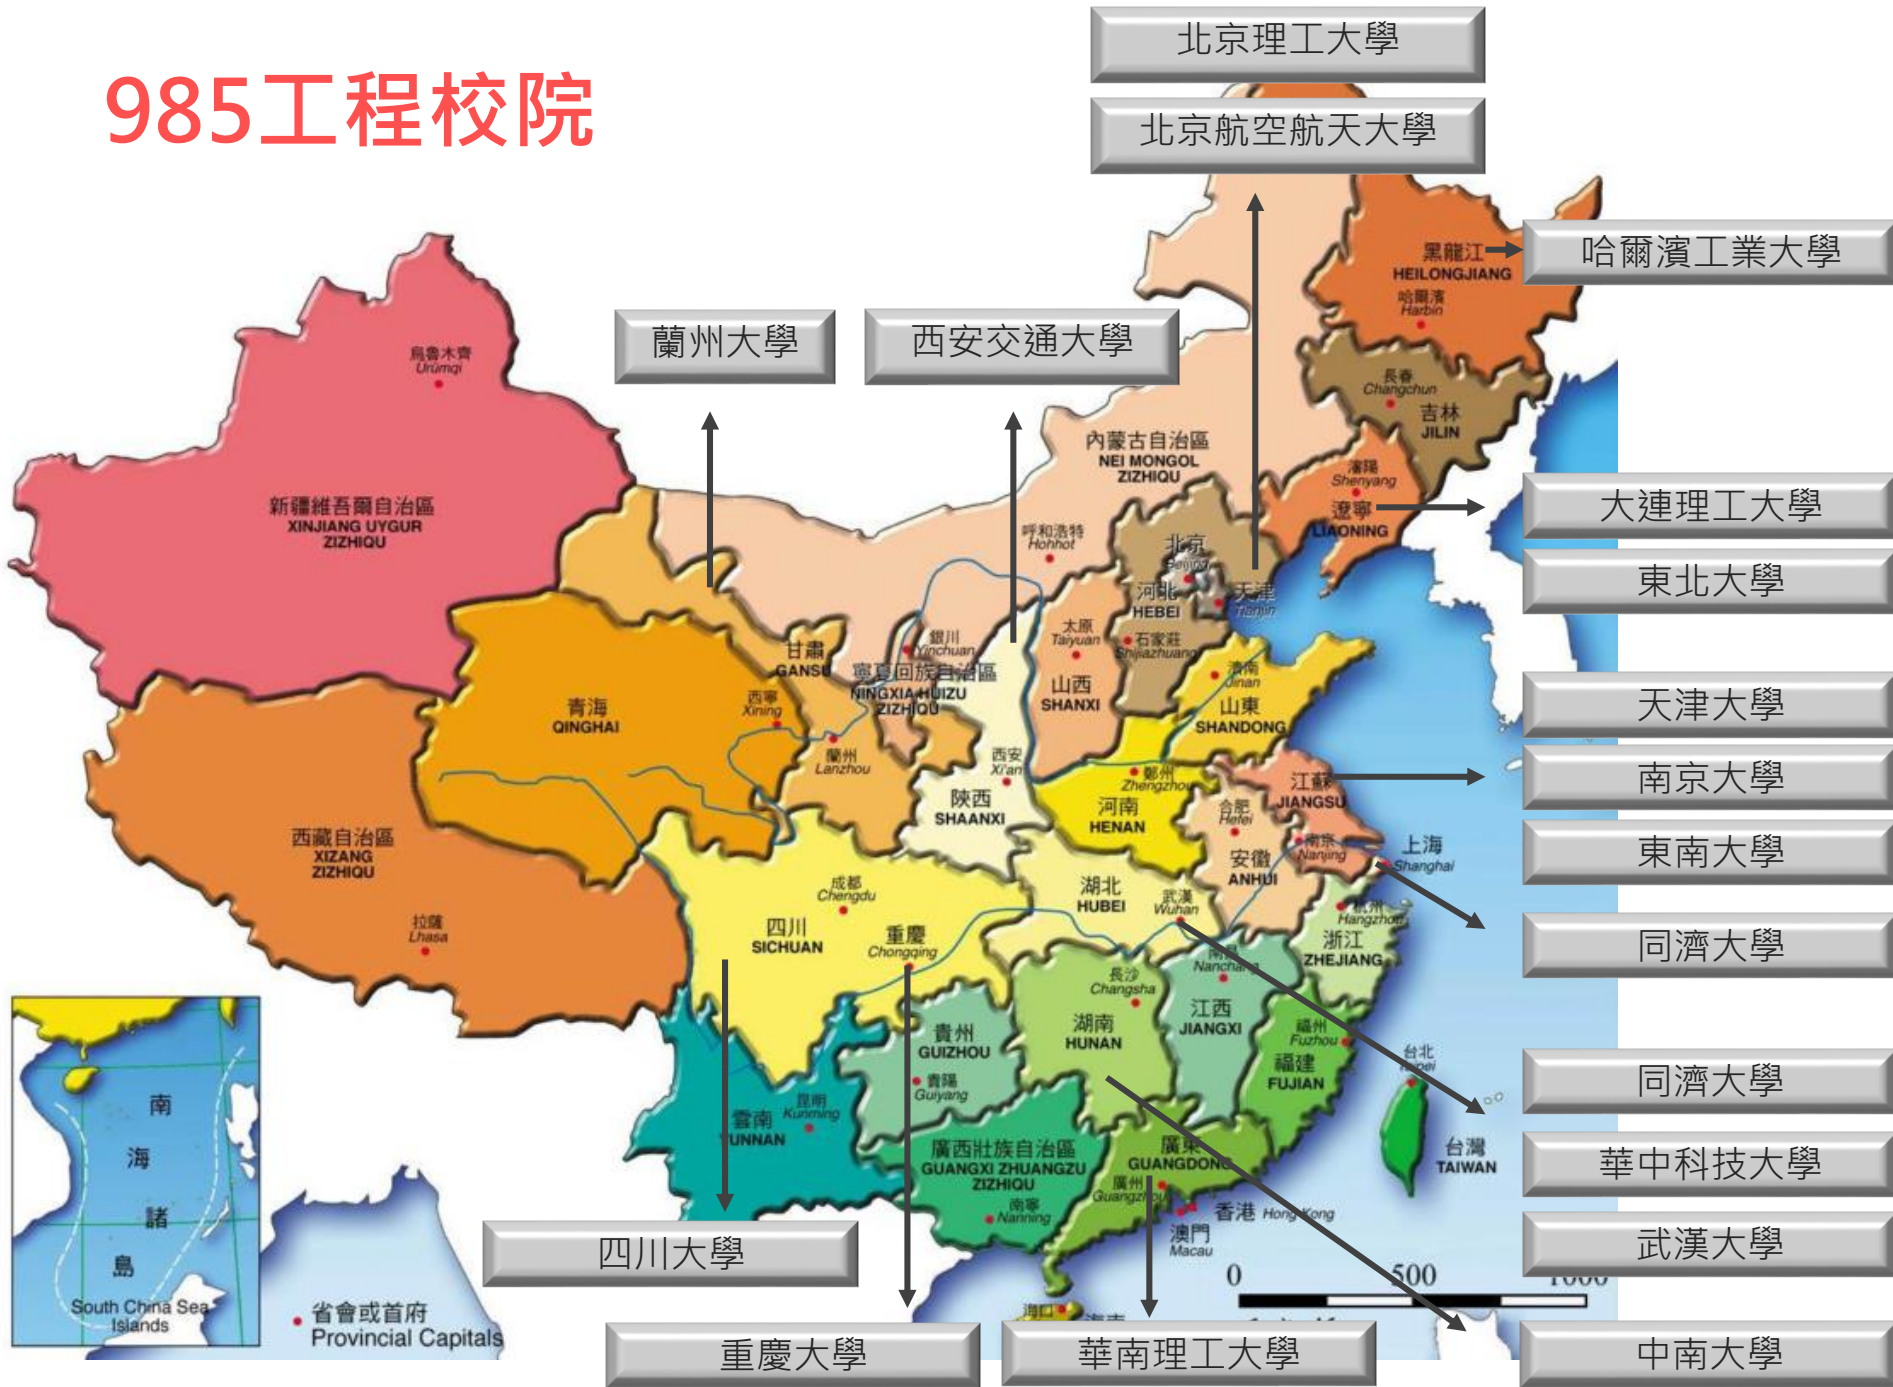 985工程校院
北京理工大學
北京航空航天大學
哈爾濱工業大學
蘭州大學
西安交通大學
大連理工大學
東北大學
天津大學
南京大學
東南大學
同濟大學
同濟大學
華中科技大學
武漢大學
中南大學
四川大學
重慶大學
華南理工大學
黑龍江
HEILONGJIANG
哈爾濱
Harbin
長春
Changchun
吉林
JILIN
瀋陽
Shenyang
遼寧
LIAONING
內蒙古自治區
NEI MONGOL
ZIZHIQU
呼和浩特
Hohhot
烏魯木齊
Urümqi
新疆維吾爾自治區
XINJIANG UYGUR
ZIZHIQU
北京
Beijing
天津
Tianjin
河北
HEBEI
石家莊
Shijiazhuang
太原
Taiyuan
山西
SHANXI
濟南
Jinan
山東
SHANDONG
銀川
Yinchuan
寧夏回族自治區
NINGXIA HUIZU
ZIZHIQU
甘肅
GANSU
蘭州
Lanzhou
西寧
Xining
青海
QINGHAI
西安
Xi'an
陝西
SHAANXI
鄭州
Zhengzhou
河南
HENAN
江蘇
JIANGSU
南京
Nanjing
合肥
Hefei
安徽
ANHUI
上海
Shanghai
西藏自治區
XIZANG
ZIZHIQU
拉薩
Lhasa
成都
Chengdu
四川
SICHUAN
重慶
Chongqing
湖北
HUBEI
武漢
Wuhan
杭州
Hangzhou
浙江
ZHEJIANG
Nanchang
江西
JIANGXI
長沙
Changsha
湖南
HUNAN
貴州
GUIZHOU
貴陽
Guiyang
福州
Fuzhou
福建
FUJIAN
台北
Taipei
台灣
TAIWAN
雲南
YUNNAN
昆明
Kunming
廣西壯族自治區
GUANGXI ZHUANGZU
ZIZHIQU
南寧
Nanning
廣東
GUANGDONG
廣州
Guangzhou
香港 Hong Kong
澳門
Macau
海口
南
海
諸
島
South China Sea
Islands
省會或首府
Provincial Capitals
0 500 1000